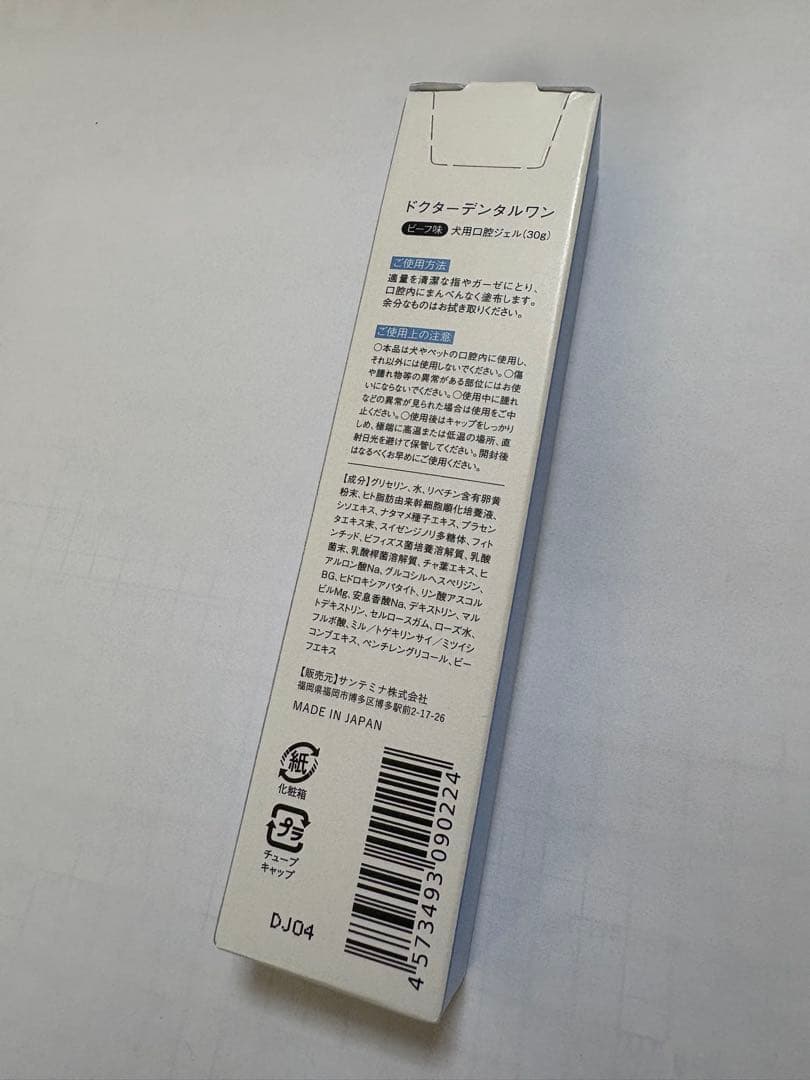 ドクターデンタルワン
ビーフ味 犬用口腔ジェル(30g)
ご使用方法
適量を清潔な指やガーゼにとり、
口腔内にまんべんなく塗布します。
余分なものはお拭き取りください。
ご使用上の注意
○本品は犬やペットの口腔内に使用し、
それ以外には使用しないでください。○傷
や腫れ物等の異常がある部位にはお使
いにならないでください。○使用中に腫れ
などの異常が見られた場合は使用をご中
止ください。○使用後はキャップをしっかり
しめ、極端に高温または低温の場所、直
射日光を避けて保管してください。開封後
はなるべくお早めにご使用ください。
【成分】グリセリン、水、リベチン含有卵黄
粉末、ヒト脂肪由来幹細胞順化培養液、
シソエキス、ナタマメ種子エキス、プラセン
タエキス末、スイゼンジノリ多糖体、フィト
ンチッド、ビフィズス菌培養溶解質、乳酸
菌末、乳酸桿菌溶解質、チャ葉エキス、ヒ
アルロン酸Na、グルコシルヘスペリジン、
BG、ヒドロキシアパタイト、リン酸アスコル
ビルMg、安息香酸Na、デキストリン、マル
トデキストリン、セルロースガム、ローズ水、
フルボ酸、ミル／トゲキリンサイ／ミツイシ
コンブエキス、ペンチレングリコール、ビー
フエキス
【販売元】サンテミナ株式会社
福岡県福岡市博多区博多駅前2-17-26
MADE IN JAPAN
紙
化粧箱
プラ
チューブ
キャップ
DJ04
4 573493 090224